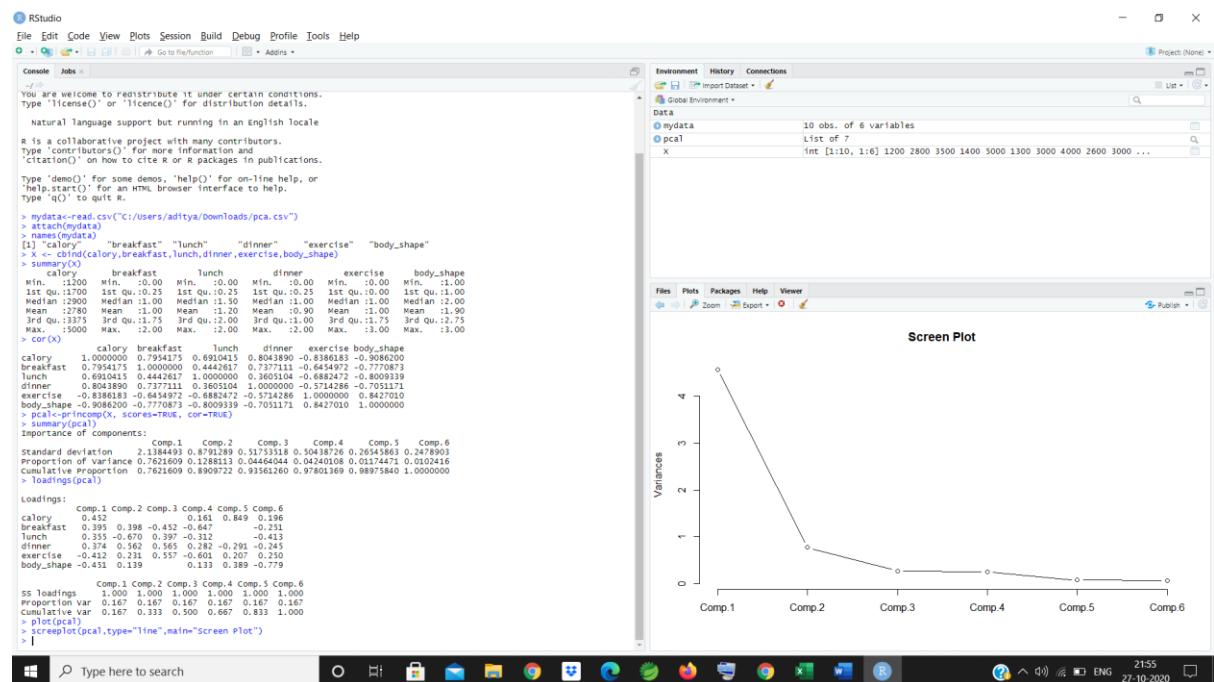 RStudio
File Edit Code View Plots Session Build Debug Profile Tools Help
Go to file/function Addins Project: (None)
Console Jobs
~/
You are welcome to redistribute it under certain conditions.
Type 'license()' or 'licence()' for distribution details.
Natural language support but running in an English locale
R is a collaborative project with many contributors.
Type 'contributors()' for more information and
'citation()' on how to cite R or R packages in publications.
Type 'demo()' for some demos, 'help()' for on-line help, or
'help.start()' for an HTML browser interface to help.
Type 'q()' to quit R.
> mydata<-read.csv("C:/Users/aditya/Downloads/pca.csv")
> attach(mydata)
> names(mydata)
[1] "calory" "breakfast" "lunch" "dinner" "exercise" "body_shape"
> X <- cbind(calory,breakfast,lunch,dinner,exercise,body_shape)
> summary(X)
calory breakfast lunch dinner exercise body_shape
Min. :1200 Min. :0.00 Min. :0.00 Min. :0.00 Min. :0.00 Min. :1.00
1st Qu.:1700 1st Qu.:0.25 1st Qu.:0.25 1st Qu.:0.25 1st Qu.:0.00 1st Qu.:1.00
Median :2900 Median :1.00 Median :1.50 Median :1.00 Median :1.00 Median :2.00
Mean :2780 Mean :1.00 Mean :1.20 Mean :0.90 Mean :1.00 Mean :1.90
3rd Qu.:3375 3rd Qu.:1.75 3rd Qu.:2.00 3rd Qu.:1.00 3rd Qu.:1.75 3rd Qu.:2.75
Max. :5000 Max. :2.00 Max. :2.00 Max. :2.00 Max. :3.00 Max. :3.00
> cor(X)
calory breakfast lunch dinner exercise body_shape
calory 1.0000000 0.7954175 0.6910415 0.8043890 -0.8386183 -0.9086200
breakfast 0.7954175 1.0000000 0.4442617 0.7377111 -0.6454972 -0.7770873
lunch 0.6910415 0.4442617 1.0000000 0.3605104 -0.6882472 -0.8009339
dinner 0.8043890 0.7377111 0.3605104 1.0000000 -0.5714286 -0.7051171
exercise -0.8386183 -0.6454972 -0.6882472 -0.5714286 1.0000000 0.8427010
body_shape -0.9086200 -0.7770873 -0.8009339 -0.7051171 0.8427010 1.0000000
> pcal<-princomp(X, scores=TRUE, cor=TRUE)
> summary(pcal)
Importance of components:
Comp.1 Comp.2 Comp.3 Comp.4 Comp.5 Comp.6
Standard deviation 2.1384493 0.8791289 0.51753518 0.50438726 0.26545863 0.2478903
Proportion of Variance 0.7621609 0.1288113 0.04464044 0.04240108 0.01174471 0.0102416
Cumulative Proportion 0.7621609 0.8909722 0.93561260 0.97801369 0.98975840 1.0000000
> loadings(pcal)
Loadings:
Comp.1 Comp.2 Comp.3 Comp.4 Comp.5 Comp.6
calory 0.452 0.161 0.849 0.196
breakfast 0.395 0.398 -0.452 -0.647 -0.251
lunch 0.355 -0.670 0.397 -0.312 -0.413
dinner 0.374 0.562 0.565 0.282 -0.291 -0.245
exercise -0.412 0.231 0.557 -0.601 0.207 0.250
body_shape -0.451 0.139 0.133 0.389 -0.779
Comp.1 Comp.2 Comp.3 Comp.4 Comp.5 Comp.6
SS loadings 1.000 1.000 1.000 1.000 1.000 1.000
Proportion Var 0.167 0.167 0.167 0.167 0.167 0.167
Cumulative Var 0.167 0.333 0.500 0.667 0.833 1.000
> plot(pcal)
> screeplot(pcal,type="line",main="Screen Plot")
>
Environment History Connections
Import Dataset List
Global Environment
Data
mydata 10 obs. of 6 variables
pcal List of 7
X int [1:10, 1:6] 1200 2800 3500 1400 5000 1300 3000 4000 2600 3000 ...
Files Plots Packages Help Viewer
Zoom Export Publish
Screen Plot
Variances
4
3
2
1
0
Comp.1 Comp.2 Comp.3 Comp.4 Comp.5 Comp.6
Type here to search
ENG
21:55
27-10-2020